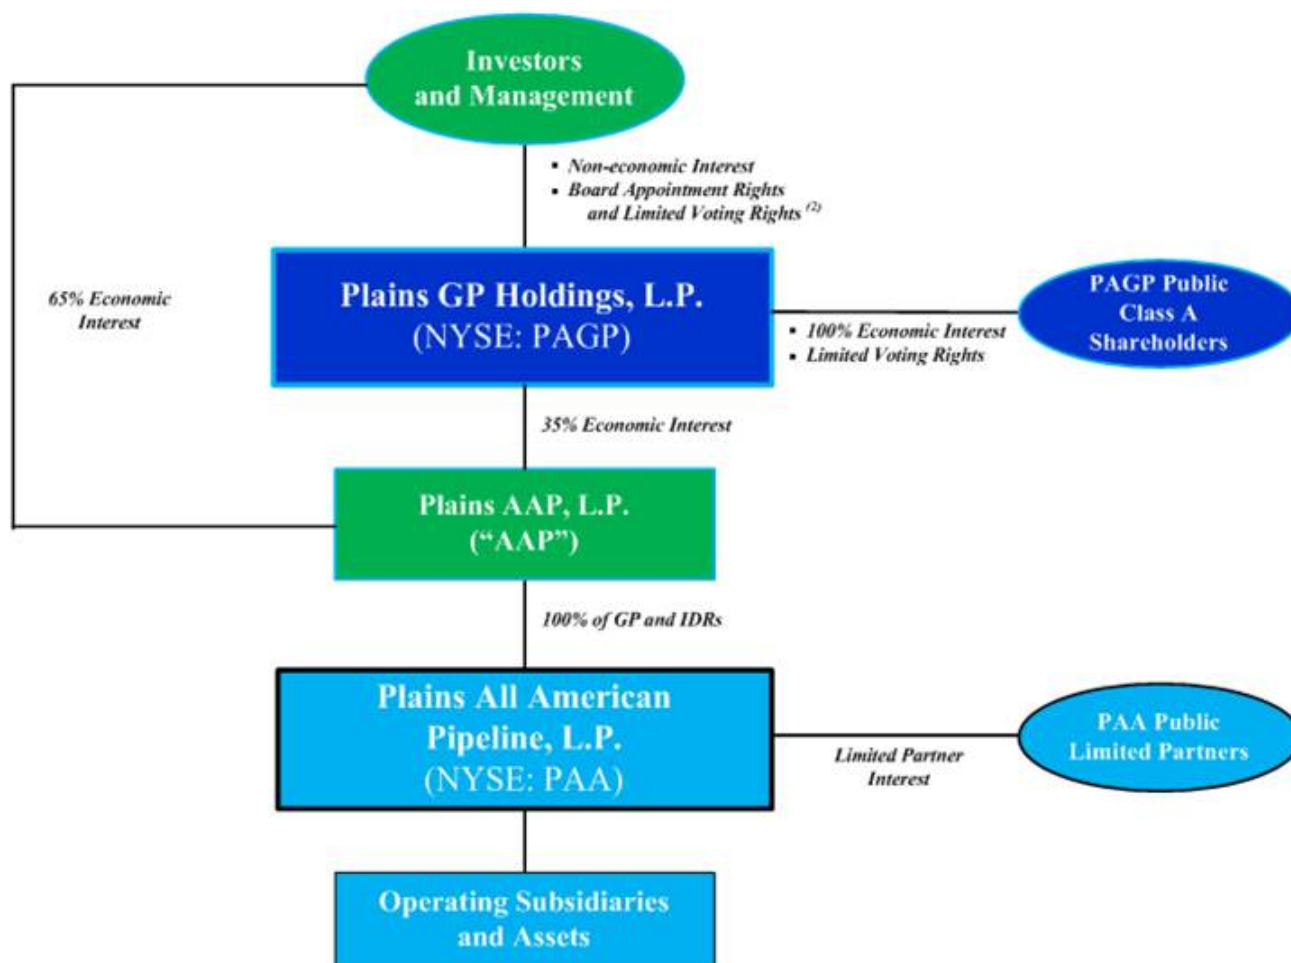 Investors
and Management
▪ Non-economic Interest
▪ Board Appointment Rights
and Limited Voting Rights (2)
65% Economic
Interest
Plains GP Holdings, L.P.
(NYSE: PAGP)
▪ 100% Economic Interest
▪ Limited Voting Rights
PAGP Public
Class A
Shareholders
35% Economic Interest
Plains AAP, L.P.
(“AAP”)
100% of GP and IDRs
Plains All American
Pipeline, L.P.
(NYSE: PAA)
Limited Partner
Interest
PAA Public
Limited Partners
Operating Subsidiaries
and Assets